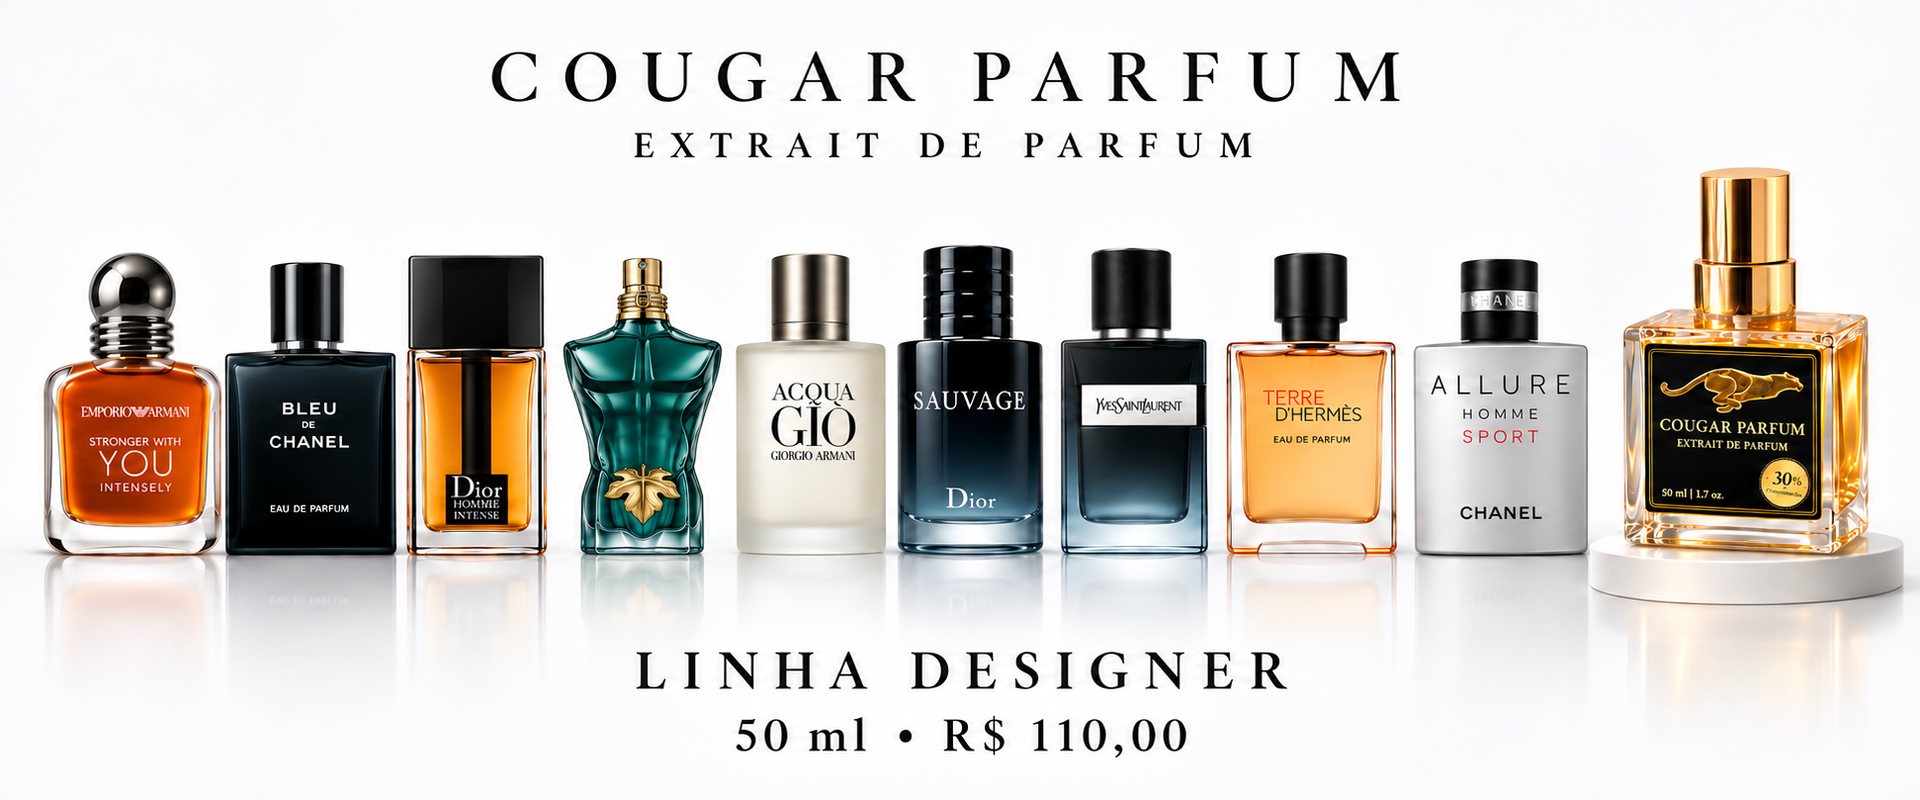 COUGAR PARFUM
EXTRAIT DE PARFUM
EMPORIO ARMANI
STRONGER WITH
YOU
INTENSELY
BLEU
DE
CHANEL
EAU DE PARFUM
Dior
HOMME
INTENSE
ACQUA
GIÒ
GIORGIO ARMANI
SAUVAGE
Dior
YVESSAINTLAURENT
TERRE
D'HERMÈS
EAU DE PARFUM
CHANEL
ALLURE
HOMME
SPORT
CHANEL
COUGAR PARFUM
EXTRAIT DE PARFUM
30%
50 ml | 1.7 oz.
LINHA DESIGNER
50 ml • R$ 110,00